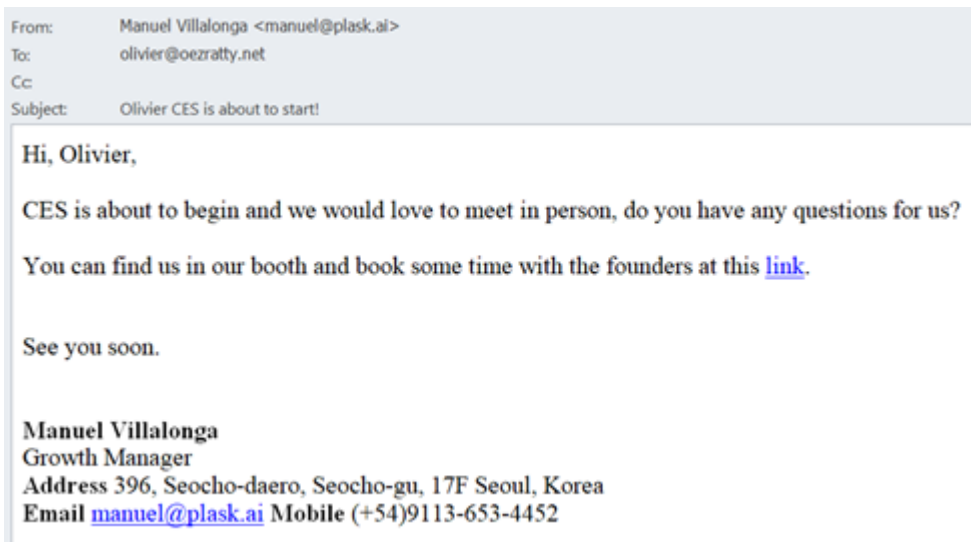 From: Manuel Villalonga <manuel@plask.ai>
To: olivier@oezratty.net
Cc:
Subject: Olivier CES is about to start!
Hi, Olivier,
CES is about to begin and we would love to meet in person, do you have any questions for us?
You can find us in our booth and book some time with the founders at this link.
See you soon.
Manuel Villalonga
Growth Manager
Address 396, Seocho-daero, Seocho-gu, 17F Seoul, Korea
Email manuel@plask.ai Mobile (+54)9113-653-4452